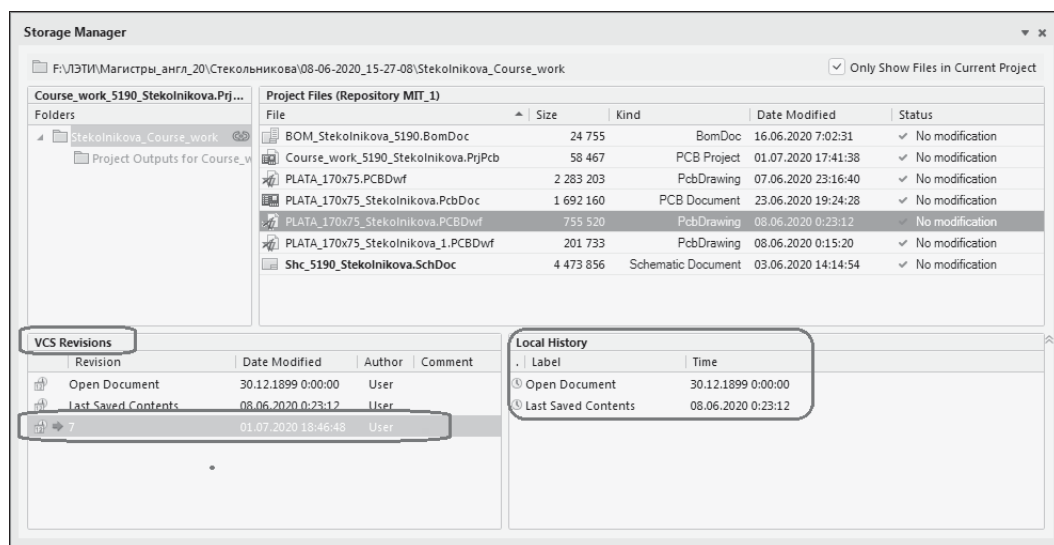 Storage Manager
F:\ЛЭТИ\Магистры_англ_20\Стекольникова\08-06-2020_15-27-08\Stekolnikova_Course_work
Only Show Files in Current Project
Course_work_5190_Stekolnikova.Prj...
Folders
Stekolnikova_Course_work
Project Outputs for Course_w
Project Files (Repository MIT_1)
File Size Kind Date Modified Status
BOM_Stekolnikova_5190.BomDoc 24 755 BomDoc 16.06.2020 7:02:31 No modification
Course_work_5190_Stekolnikova.PrjPcb 58 467 PCB Project 01.07.2020 17:41:38 No modification
PLATA_170x75.PCBDwf 2 283 203 PcbDrawing 07.06.2020 23:16:40 No modification
PLATA_170x75_Stekolnikova.PcbDoc 1 692 160 PCB Document 23.06.2020 19:24:28 No modification
PLATA_170x75_Stekolnikova.PCBDwf 755 520 PcbDrawing 08.06.2020 0:23:12 No modification
PLATA_170x75_Stekolnikova_1.PCBDwf 201 733 PcbDrawing 08.06.2020 0:15:20 No modification
Shc_5190_Stekolnikova.SchDoc 4 473 856 Schematic Document 03.06.2020 14:14:54 No modification
VCS Revisions
Revision Date Modified Author Comment
Open Document 30.12.1899 0:00:00 User
Last Saved Contents 08.06.2020 0:23:12 User
7 01.07.2020 18:46:48 User
Local History
. Label Time
Open Document 30.12.1899 0:00:00
Last Saved Contents 08.06.2020 0:23:12